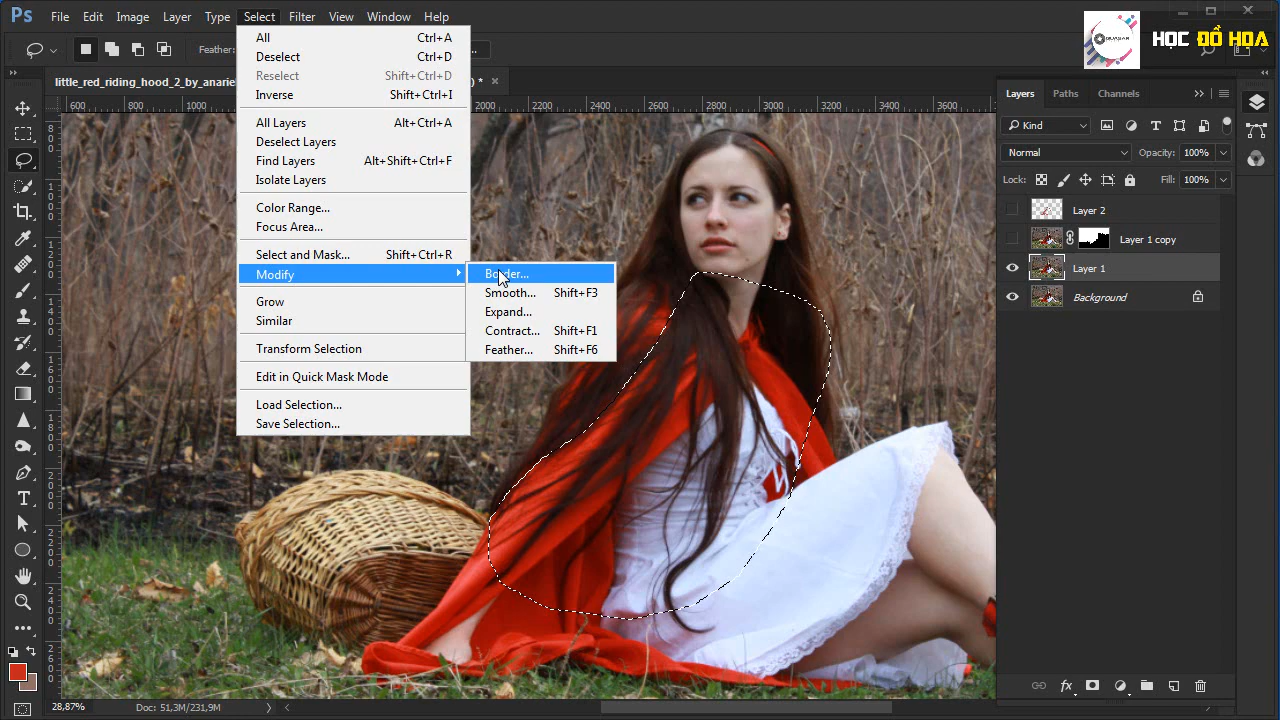 Ps File Edit Image Layer Type Select Filter View Window Help
HỌC ĐỒ HOẠ
Feather:
little_red_riding_hood_2_by_anarie
) * ×
600 800 1000 2000 2200 2400 2600 2800 3000 3200 3400 3600
All Ctrl+A
Deselect Ctrl+D
Reselect Shift+Ctrl+D
Inverse Shift+Ctrl+I
All Layers Alt+Ctrl+A
Deselect Layers
Find Layers Alt+Shift+Ctrl+F
Isolate Layers
Color Range...
Focus Area...
Select and Mask... Shift+Ctrl+R
Modify
Grow
Similar
Transform Selection
Edit in Quick Mask Mode
Load Selection...
Save Selection...
Smooth... Shift+F3
Expand...
Contract... Shift+F1
Feather... Shift+F6
Layers Paths Channels
Kind
Normal Opacity: 100%
Lock: Fill: 100%
Layer 2
Layer 1 copy
Layer 1
Background
28,87% Doc: 51,3M/231,9M